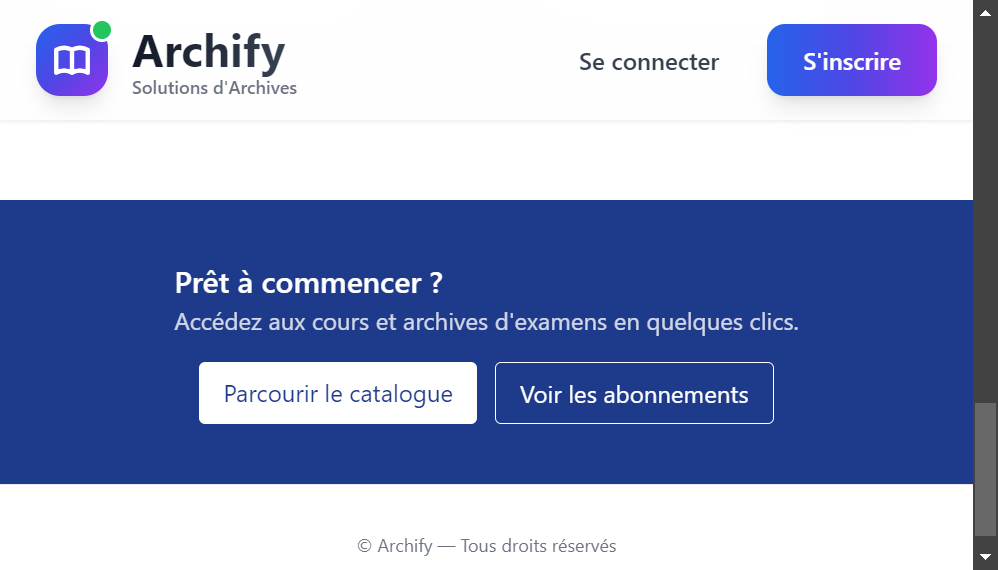 Archify
Solutions d'Archives
Se connecter
S'inscrire
Prêt à commencer ?
Accédez aux cours et archives d'examens en quelques clics.
Parcourir le catalogue
Voir les abonnements
© Archify — Tous droits réservés